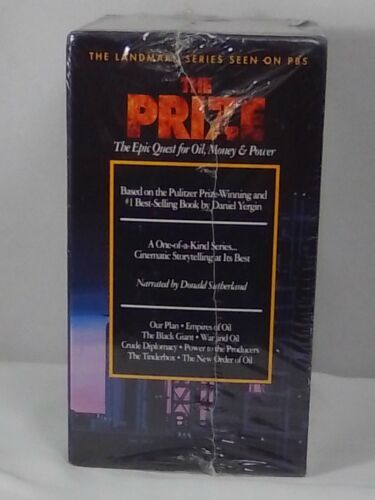 THE LANDMARK SERIES SEEN ON PBS
THE
PRIZE
The Epic Quest for Oil, Money & Power
Based on the Pulitzer Prize-Winning and
#1 Best-Selling Book by Daniel Yergin
A One-of-a-Kind Series...
Cinematic Storytelling at Its Best
Narrated by Donald Sutherland
Our Plan • Empires of Oil
The Black Giant • War and Oil
Crude Diplomacy • Power to the Producers
The Tinderbox • The New Order of Oil